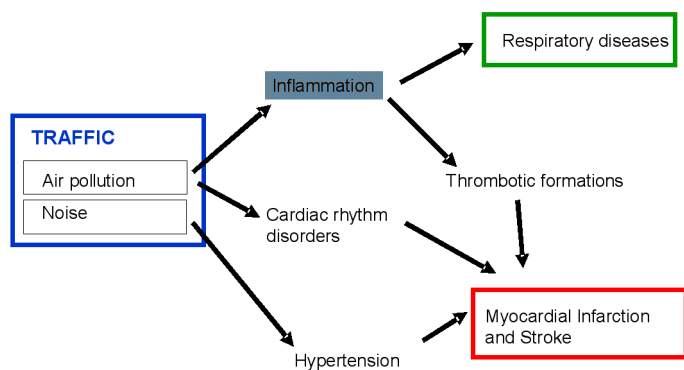 Respiratory diseases
Inflammation
TRAFFIC
Air pollution
Thrombotic formations
Noise
Cardiac rhythm
disorders
Myocardial Infarction
and Stroke
Hypertension